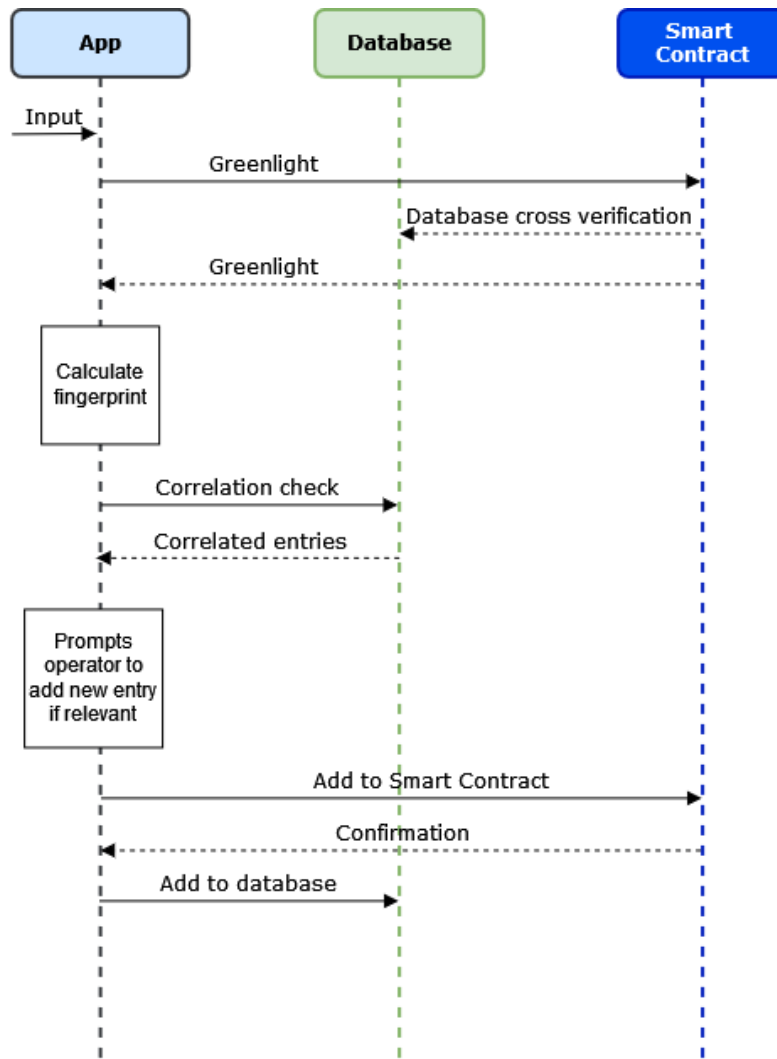 App
Database
Smart
Contract
Input
Greenlight
Database cross verification
Greenlight
Calculate
fingerprint
Correlation check
Correlated entries
Prompts
operator to
add new entry
if relevant
Add to Smart Contract
Confirmation
Add to database